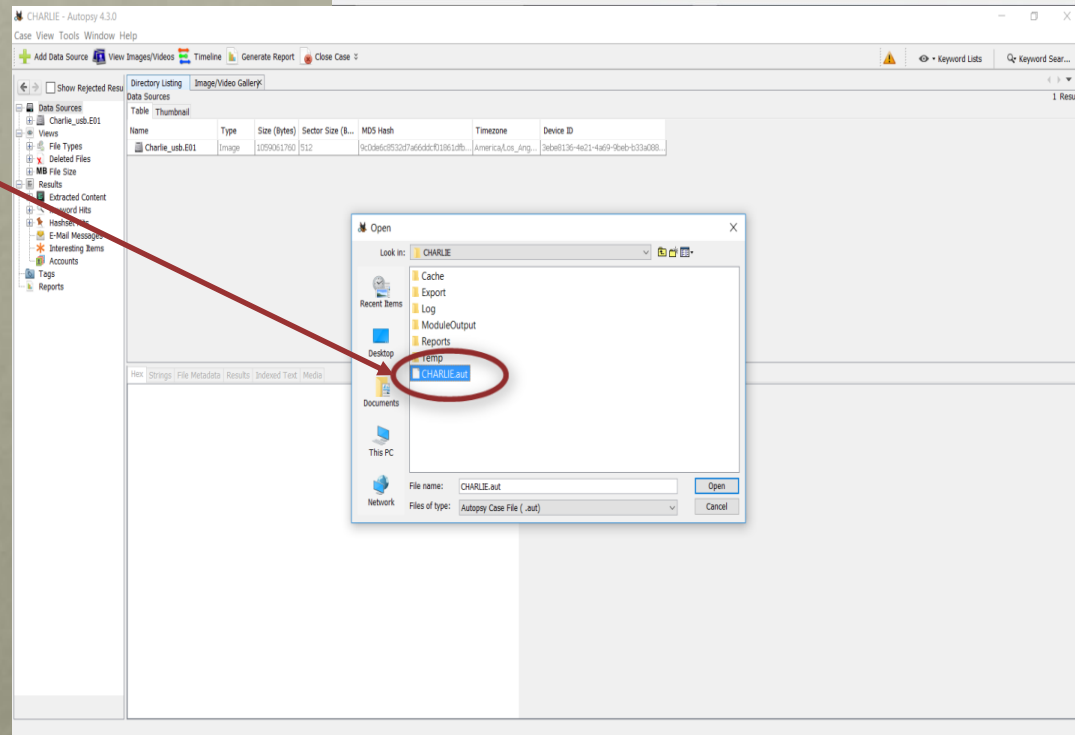 CHARLIE - Autopsy 4.3.0
Case View Tools Window Help
Add Data Source View Images/Videos Timeline Generate Report Close Case Keyword Lists Keyword Sear...
Show Rejected Resu
Directory Listing Image/Video Gallery
Data Sources 1 Resu
Table Thumbnail
Name Type Size (Bytes) Sector Size (B... MD5 Hash Timezone Device ID
Charlie_usb.E01 Image 1059061760 512 9c0de6c8532d7a66ddcf01861dfb... America/Los_Ang... 3ebe8136-4e21-4a69-9beb-b33a088...
Data Sources
Charlie_usb.E01
Views
File Types
Deleted Files
MB File Size
Results
Extracted Content
Keyword Hits
Hashset Hits
E-Mail Messages
Interesting Items
Accounts
Tags
Reports
Hex Strings File Metadata Results Indexed Text Media
Open
Look in: CHARLIE
Recent Items
Desktop
Documents
This PC
Network
Cache
Export
Log
ModuleOutput
Reports
Temp
CHARLIE.aut
File name: CHARLIE.aut Open
Files of type: Autopsy Case File ( .aut) Cancel